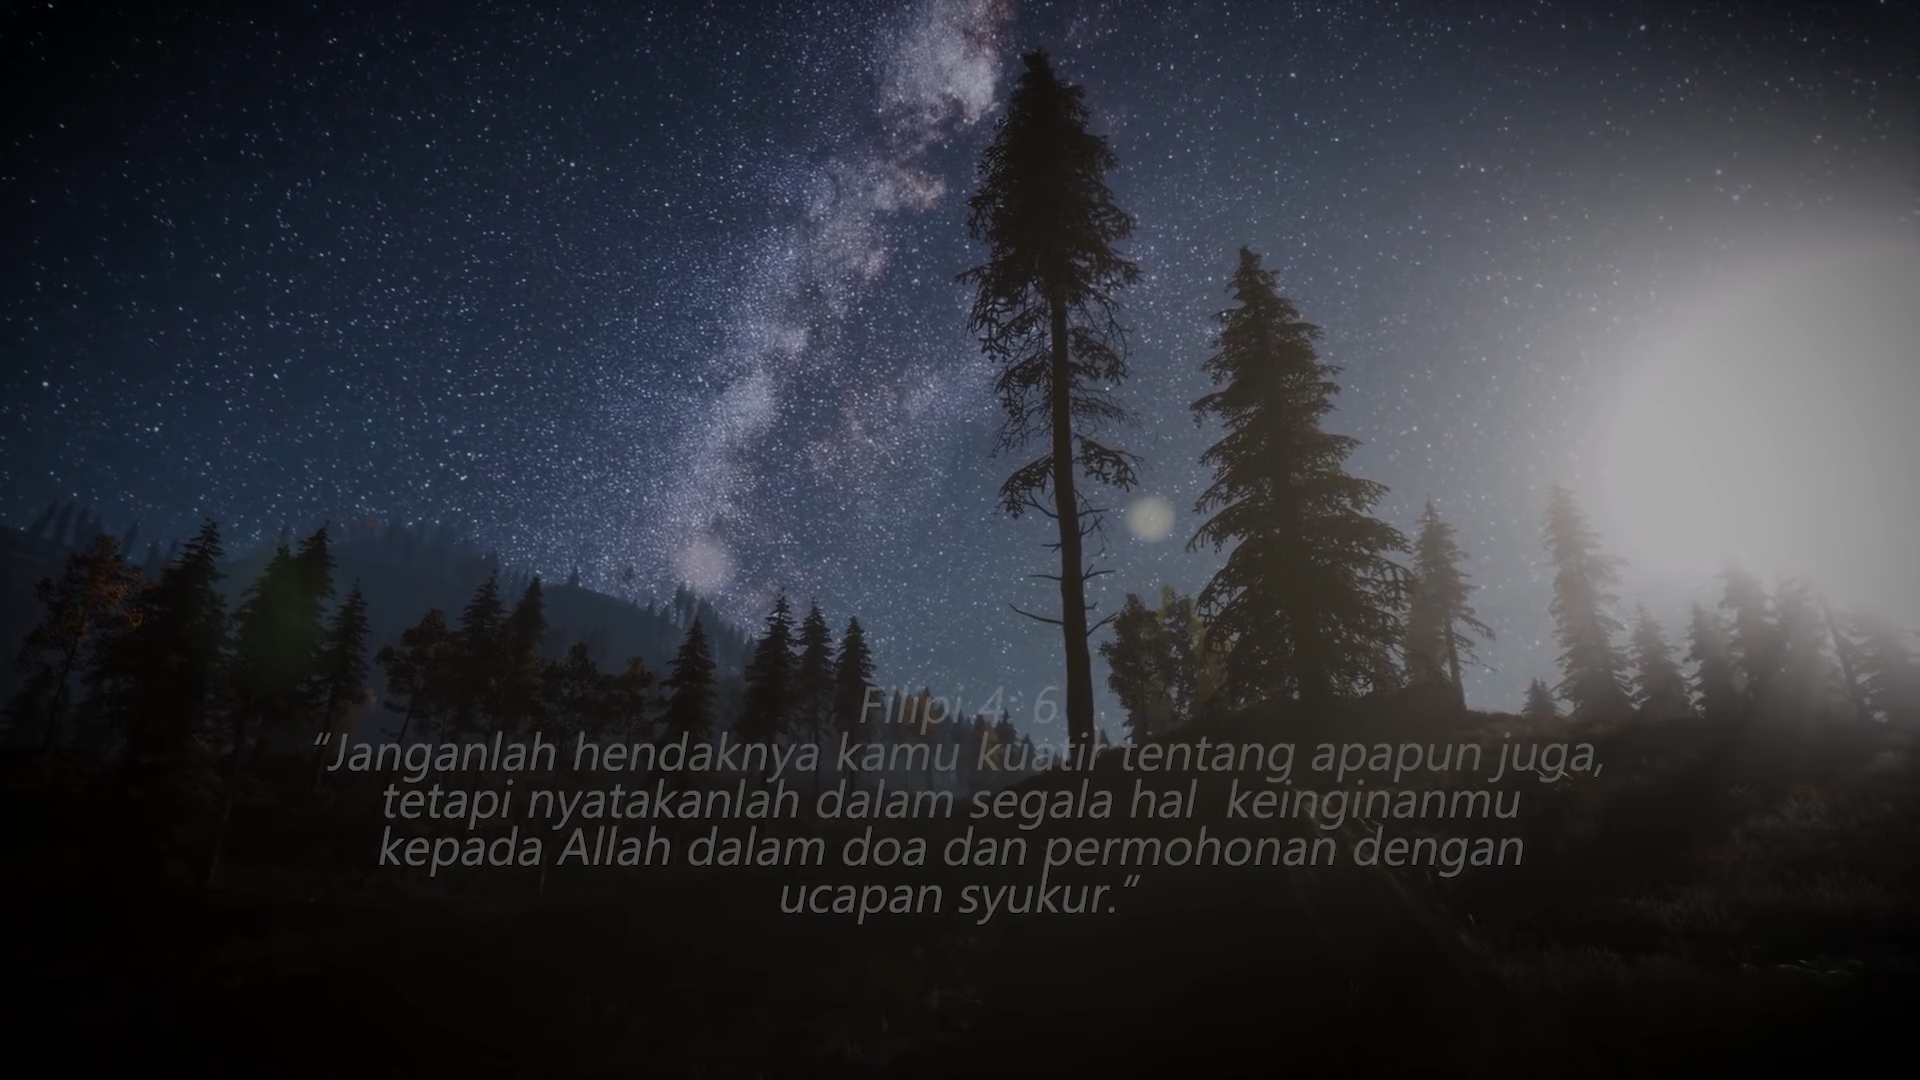 Filipi 4: 6
“Janganlah hendaknya kamu kuatir tentang apapun juga,
tetapi nyatakanlah dalam segala hal  keinginanmu
kepada Allah dalam doa dan permohonan dengan
ucapan syukur.“